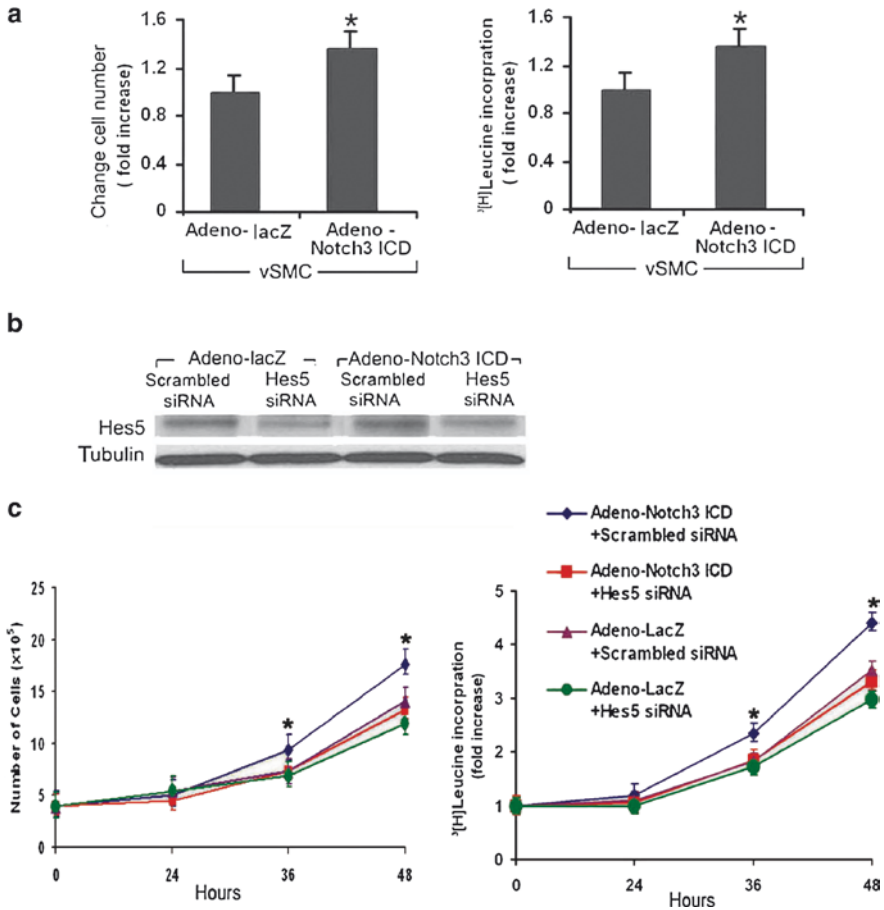 a
*
1.6
1.2
0.8
0.4
0
Change cell number
( fold increase)
Adeno- lacZ
Adeno -
Notch3 ICD
vSMC
*
1.6
1.2
0.8
0.4
0
³[H]Leucine incorpration
( fold increase)
Adeno- lacZ
Adeno -
Notch3 ICD
vSMC
b
Adeno-lacZ
Adeno-Notch3 ICD
Scrambled
siRNA
Hes5
siRNA
Scrambled
siRNA
Hes5
siRNA
Hes5
Tubulin
c
Adeno-Notch3 ICD
+Scrambled siRNA
Adeno-Notch3 ICD
+Hes5 siRNA
Adeno-LacZ
+Scrambled siRNA
Adeno-LacZ
+Hes5 siRNA
25
20
15
10
5
0
Number of Cells (x10⁵)
*
*
0
24
36
48
Hours
5
4
3
2
1
0
³[H]Leucine incorporation
(fold increase)
*
*
0
24
36
48
Hours